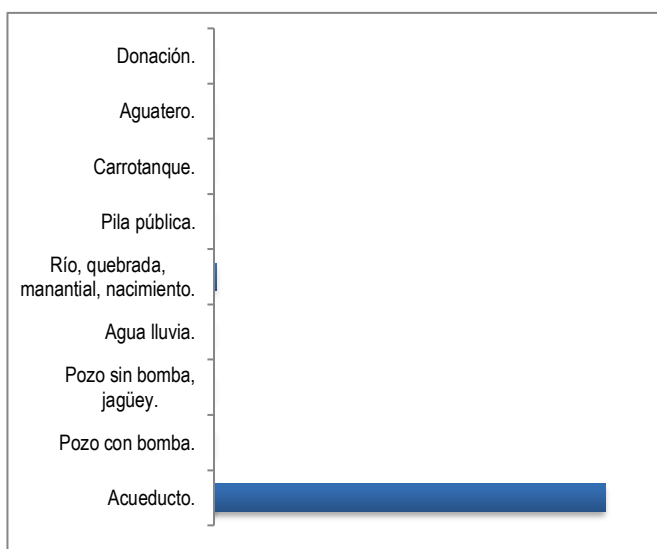 Donación.
Aguatero.
Carrotanque.
Pila pública.
Río, quebrada,
manantial, nacimiento.
Agua lluvia.
Pozo sin bomba,
jagüey.
Pozo con bomba.
Acueducto.